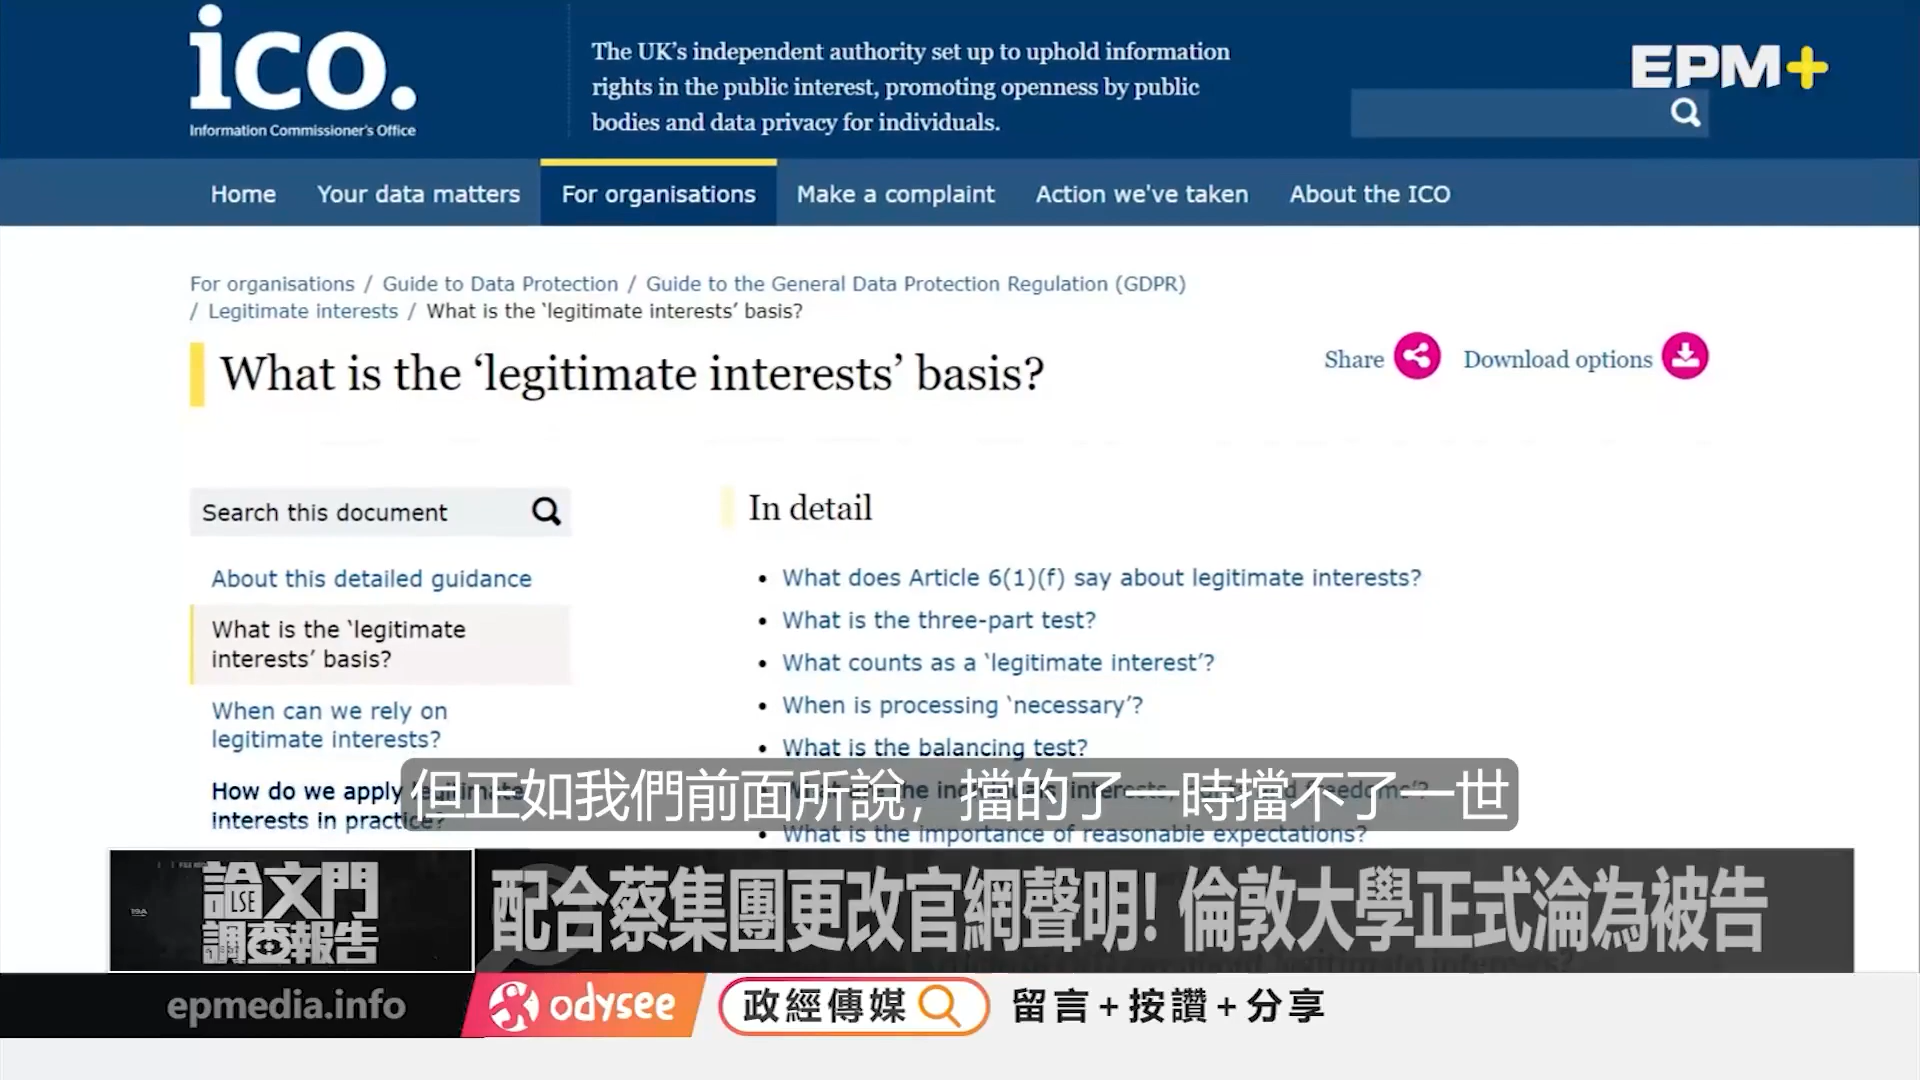 ico.
Information Commissioner's Office
The UK's independent authority set up to uphold information
rights in the public interest, promoting openness by public
bodies and data privacy for individuals.
EPM+
Home
Your data matters
For organisations
Make a complaint
Action we've taken
About the ICO
For organisations / Guide to Data Protection / Guide to the General Data Protection Regulation (GDPR)
/ Legitimate interests / What is the 'legitimate interests' basis?
What is the 'legitimate interests' basis?
Share
Download options
Search this document
About this detailed guidance
What is the 'legitimate
interests' basis?
When can we rely on
legitimate interests?
How do we apply legitimate
interests in practice?
In detail
• What does Article 6(1)(f) say about legitimate interests?
• What is the three-part test?
• What counts as a 'legitimate interest'?
• When is processing 'necessary'?
• What is the balancing test?
• What is the importance of reasonable expectations?
但正如我們前面所說，擋的了一時擋不了一世
論文門
LSE
調查報告
配合蔡集團更改官網聲明! 倫敦大學正式淪為被告
epmedia.info
odysee
政經傳媒
留言+按讚+分享